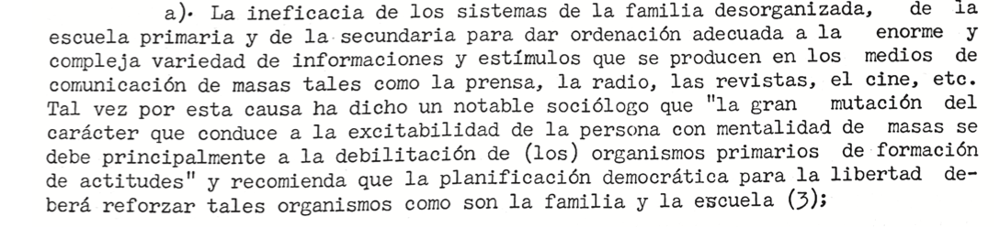 a). La ineficacia de los sistemas de la familia desorganizada, de la
escuela primaria y de la secundaria para dar ordenación adecuada a la enorme y
compleja variedad de informaciones y estímulos que se producen en los medios de
comunicación de masas tales como la prensa, la radio, las revistas, el cine, etc.
Tal vez por esta causa ha dicho un notable sociólogo que "la gran mutación del
carácter que conduce a la excitabilidad de la persona con mentalidad de masas se
debe principalmente a la debilitación de (los) organismos primarios de formación
de actitudes" y recomienda que la planificación democrática para la libertad de-
berá reforzar tales organismos como son la familia y la escuela (3);